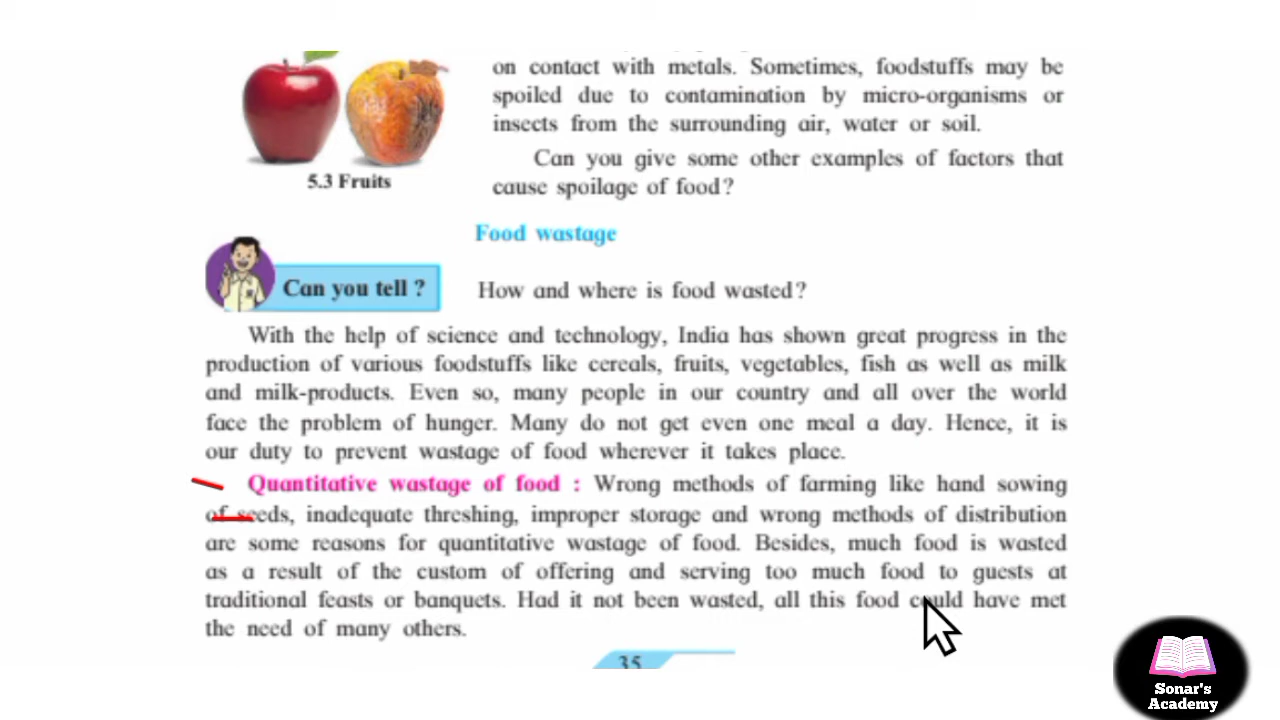 on contact with metals. Sometimes, foodstuffs may be
spoiled due to contamination by micro-organisms or
insects from the surrounding air, water or soil.
Can you give some other examples of factors that
cause spoilage of food?
5.3 Fruits
Food wastage
Can you tell ?
How and where is food wasted?
With the help of science and technology, India has shown great progress in the
production of various foodstuffs like cereals, fruits, vegetables, fish as well as milk
and milk-products. Even so, many people in our country and all over the world
face the problem of hunger. Many do not get even one meal a day. Hence, it is
our duty to prevent wastage of food wherever it takes place.
Quantitative wastage of food : Wrong methods of farming like hand sowing
of seeds, inadequate threshing, improper storage and wrong methods of distribution
are some reasons for quantitative wastage of food. Besides, much food is wasted
as a result of the custom of offering and serving too much food to guests at
traditional feasts or banquets. Had it not been wasted, all this food could have met
the need of many others.
35
Sonar's
Academy